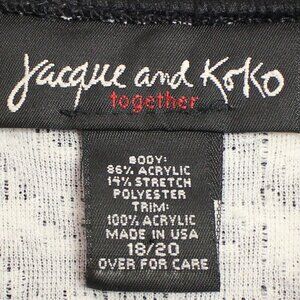 Jacque and KoKo
together
BODY:
86% ACRYLIC
14% STRETCH
POLYESTER
TRIM:
100% ACRYLIC
MADE IN USA
18/20
OVER FOR CARE